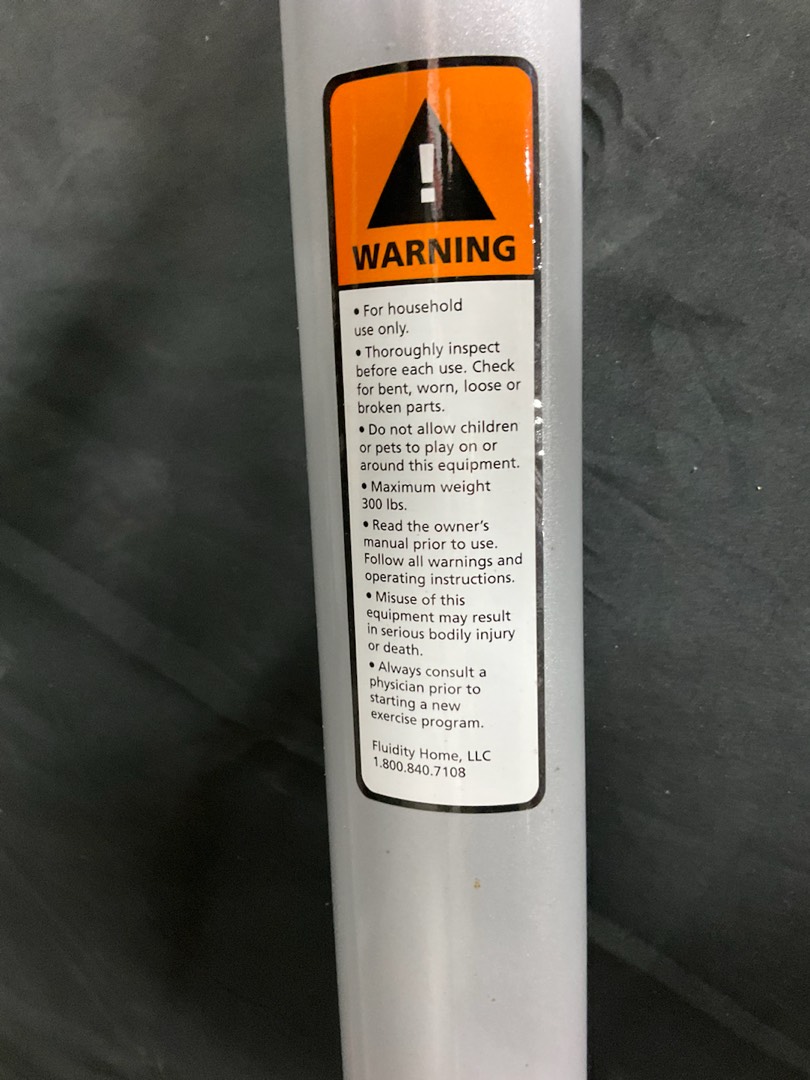 !
WARNING
• For household
use only.
• Thoroughly inspect
before each use. Check
for bent, worn, loose or
broken parts.
• Do not allow children
or pets to play on or
around this equipment.
• Maximum weight
300 lbs.
• Read the owner's
manual prior to use.
Follow all warnings and
operating instructions.
• Misuse of this
equipment may result
in serious bodily injury
or death.
• Always consult a
physician prior to
starting a new
exercise program.
Fluidity Home, LLC
1.800.840.7108